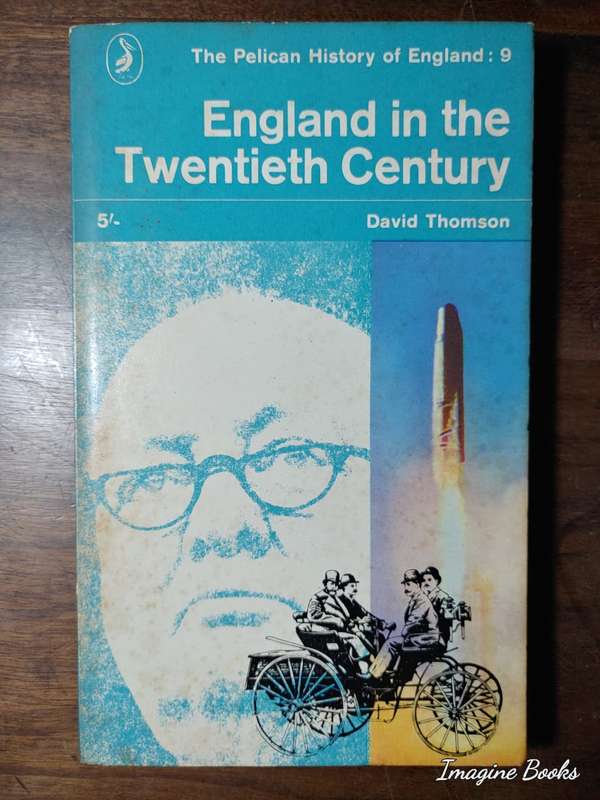 The Pelican History of England: 9
England in the
Twentieth Century
5/-
David Thomson
Imagine Books